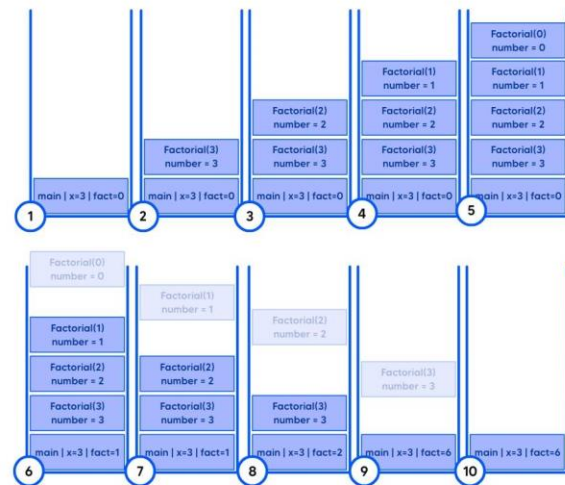 main | x=3 | fact=0
1
Factorial(3)
number = 3
main | x=3 | fact=0
2
Factorial(2)
number = 2
Factorial(3)
number = 3
main | x=3 | fact=0
3
Factorial(1)
number = 1
Factorial(2)
number = 2
Factorial(3)
number = 3
main | x=3 | fact=0
4
Factorial(0)
number = 0
Factorial(1)
number = 1
Factorial(2)
number = 2
Factorial(3)
number = 3
main | x=3 | fact=0
5
Factorial(0)
number = 0
Factorial(1)
number = 1
Factorial(2)
number = 2
Factorial(3)
number = 3
main | x=3 | fact=1
6
Factorial(1)
number = 1
Factorial(2)
number = 2
Factorial(3)
number = 3
main | x=3 | fact=1
7
Factorial(2)
number = 2
Factorial(3)
number = 3
main | x=3 | fact=2
8
Factorial(3)
number = 3
main | x=3 | fact=6
9
main | x=3 | fact=6
10